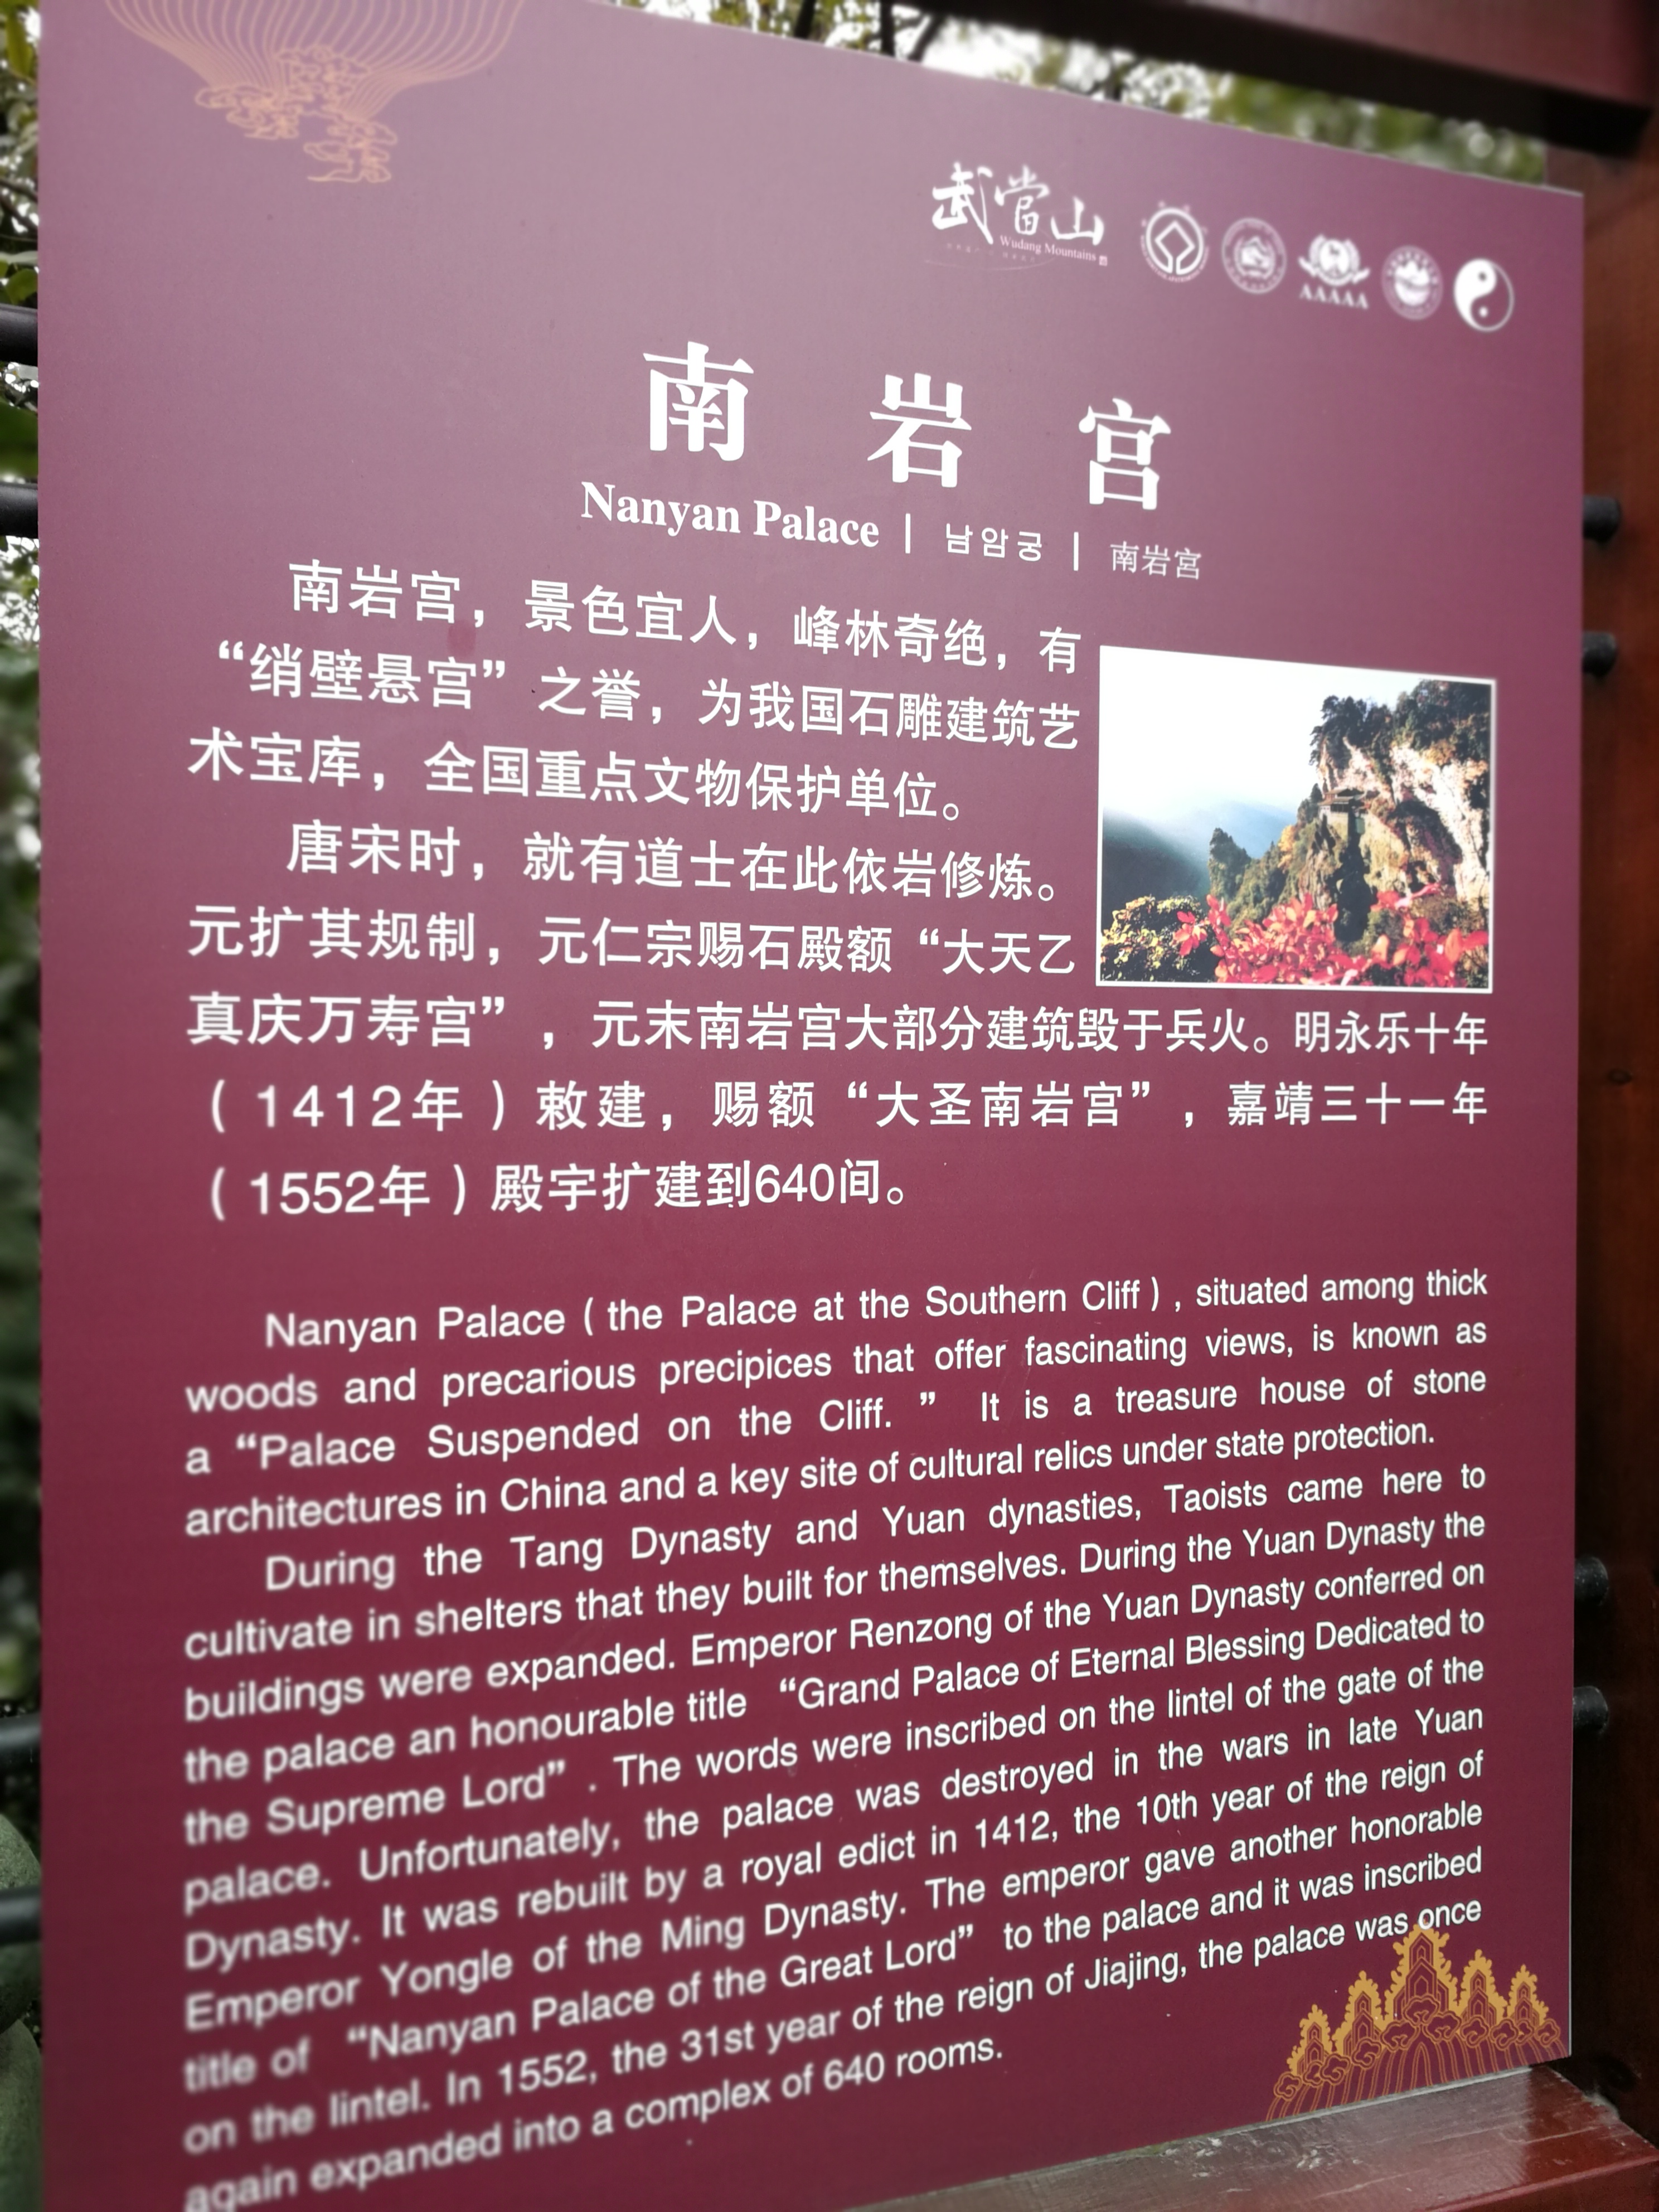 武當山
Wudang Mountains
AAAAA
南岩宫
Nanyan Palace | 남암궁 | 南岩宮
南岩宫，景色宜人，峰林奇绝，有
“绡壁悬宫”之誉，为我国石雕建筑艺
术宝库，全国重点文物保护单位。
唐宋时，就有道士在此依岩修炼。
元扩其规制，元仁宗赐石殿额“大天乙
真庆万寿宫”，元末南岩宫大部分建筑毁于兵火。明永乐十年
（1412年）敕建，赐额“大圣南岩宫”，嘉靖三十一年
（1552年）殿宇扩建到640间。
Nanyan Palace (the Palace at the Southern Cliff), situated among thick
woods and precarious precipices that offer fascinating views, is known as
a “Palace Suspended on the Cliff. ” It is a treasure house of stone
architectures in China and a key site of cultural relics under state protection.
During the Tang Dynasty and Yuan dynasties, Taoists came here to
cultivate in shelters that they built for themselves. During the Yuan Dynasty the
buildings were expanded. Emperor Renzong of the Yuan Dynasty conferred on
the palace an honourable title “Grand Palace of Eternal Blessing Dedicated to
the Supreme Lord” . The words were inscribed on the lintel of the gate of the
palace. Unfortunately, the palace was destroyed in the wars in late Yuan
Dynasty. It was rebuilt by a royal edict in 1412, the 10th year of the reign of
Emperor Yongle of the Ming Dynasty. The emperor gave another honorable
title of “Nanyan Palace of the Great Lord” to the palace and it was inscribed
on the lintel. In 1552, the 31st year of the reign of Jiajing, the palace was once
again expanded into a complex of 640 rooms.